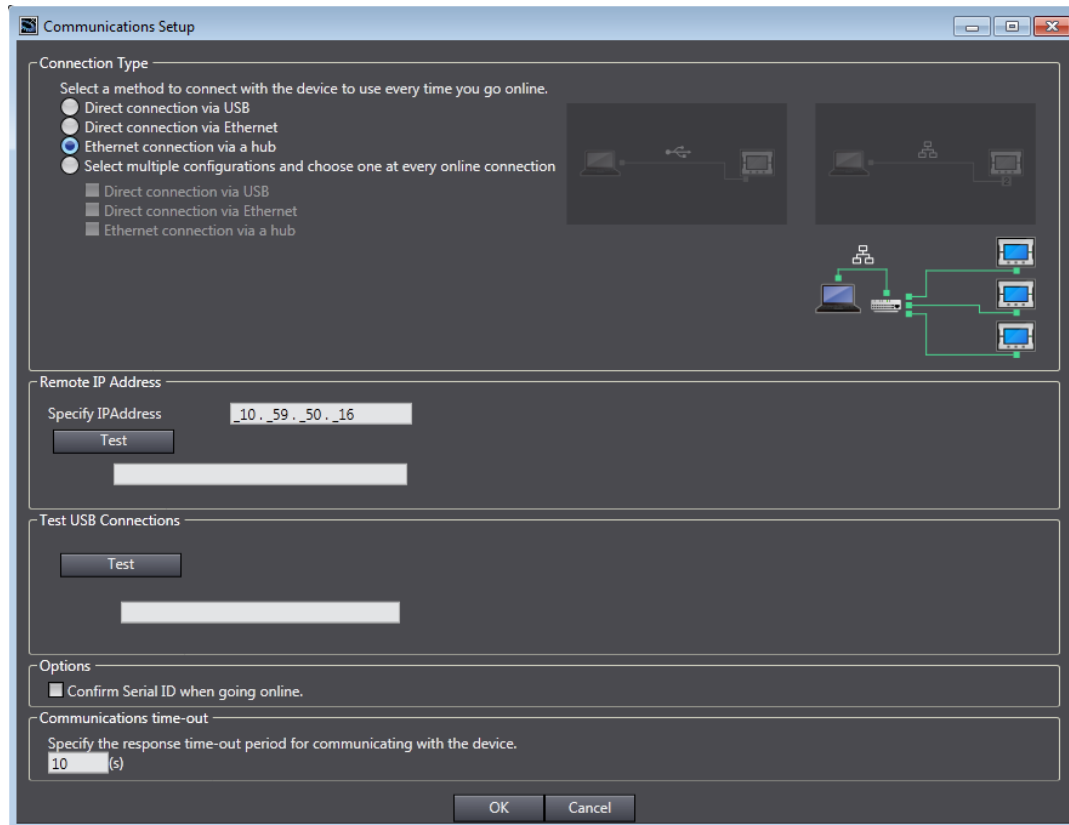 Communications Setup
Connection Type
Select a method to connect with the device to use every time you go online.
Direct connection via USB
Direct connection via Ethernet
Ethernet connection via a hub
Select multiple configurations and choose one at every online connection
Direct connection via USB
Direct connection via Ethernet
Ethernet connection via a hub
Remote IP Address
Specify IPAddress _10 . _59 . _50 . _16
Test
Test USB Connections
Test
Options
Confirm Serial ID when going online.
Communications time-out
Specify the response time-out period for communicating with the device.
10 (s)
OK Cancel